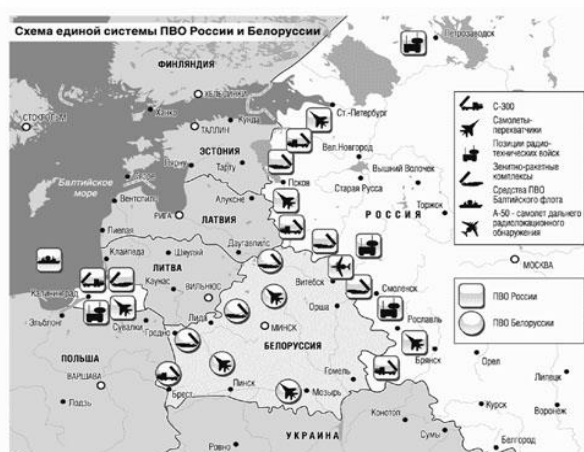 Схема единой системы ПВО России и Белоруссии
Петрозаводск
ФИНЛЯНДИЯ
ХЕЛЬСИНКИ
Ханко
СТОКГОЛЬМ
Ст.-Петербург
Кунда
ТАЛЛИН
ЭСТОНИЯ
Вел.Новгород
Пярну
Тарту
Вышний Волочек
Псков
Старая Русса
Балтийское
море
Вентспилс
Алуксне
Торжок
РИГА
ЛАТВИЯ
РОССИЯ
Лиепая
Даугавпилс
МОСКВА
Клайпеда
Шяуляй
ЛИТВА
Каунас
ВИЛЬНЮС
Витебск
Смоленск
Калининград
Орша
Эльблонг
Сувалки
Лида
Рославль
Гродно
МИНСК
БЕЛОРУССИЯ
Брянск
ПОЛЬША
Орел
ВАРШАВА
Гомель
Липецк
Пинск
Брест
Мозырь
Лодзь
Курск
Воронеж
Конотоп
УКРАИНА
Сумы
Ровно
Белгород
С-300
Самолеты-
перехватчики
Позиции радио-
технических войск
Зенитно-ракетные
комплексы
Средства ПВО
Балтийского флота
А-50 - самолет дальнего
радиолокационного
обнаружения
ПВО России
ПВО Белоруссии